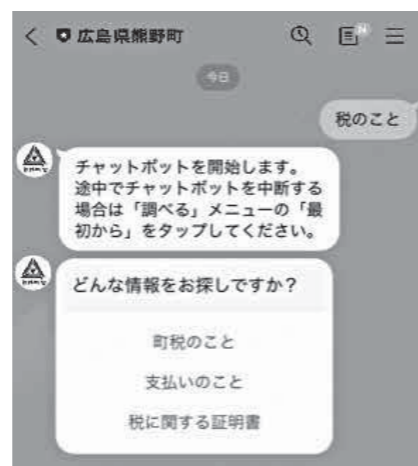 広島県熊野町
今日
税のこと
チャットボットを開始します。
途中でチャットボットを中断する
場合は「調べる」メニューの「最
初から」をタップしてください。
どんな情報をお探しですか？
町税のこと
支払いのこと
税に関する証明書